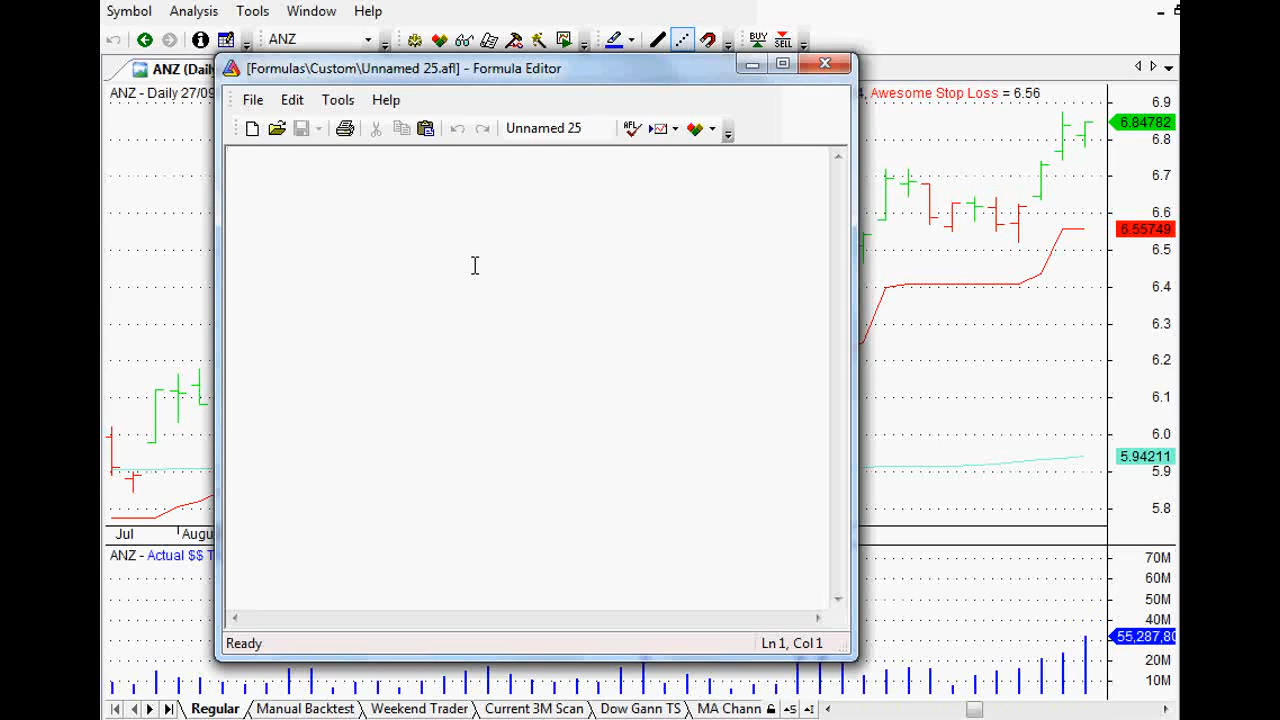 Symbol Analysis Tools Window Help
ANZ BUY SELL
ANZ (Daily
ANZ - Daily 27/09 Awesome Stop Loss = 6.56
[Formulas\Custom\Unnamed 25.afl] - Formula Editor
File Edit Tools Help
Unnamed 25 AFL
6.9
6.84782
6.8
6.7
6.6
6.55749
6.5
6.4
6.3
6.2
6.1
6.0
5.94211
5.9
5.8
Jul August
ANZ - Actual $$ T
70M
60M
50M
40M
55,287,80
20M
10M
Ready Ln 1, Col 1
Regular Manual Backtest Weekend Trader Current 3M Scan Dow Gann TS MA Chann